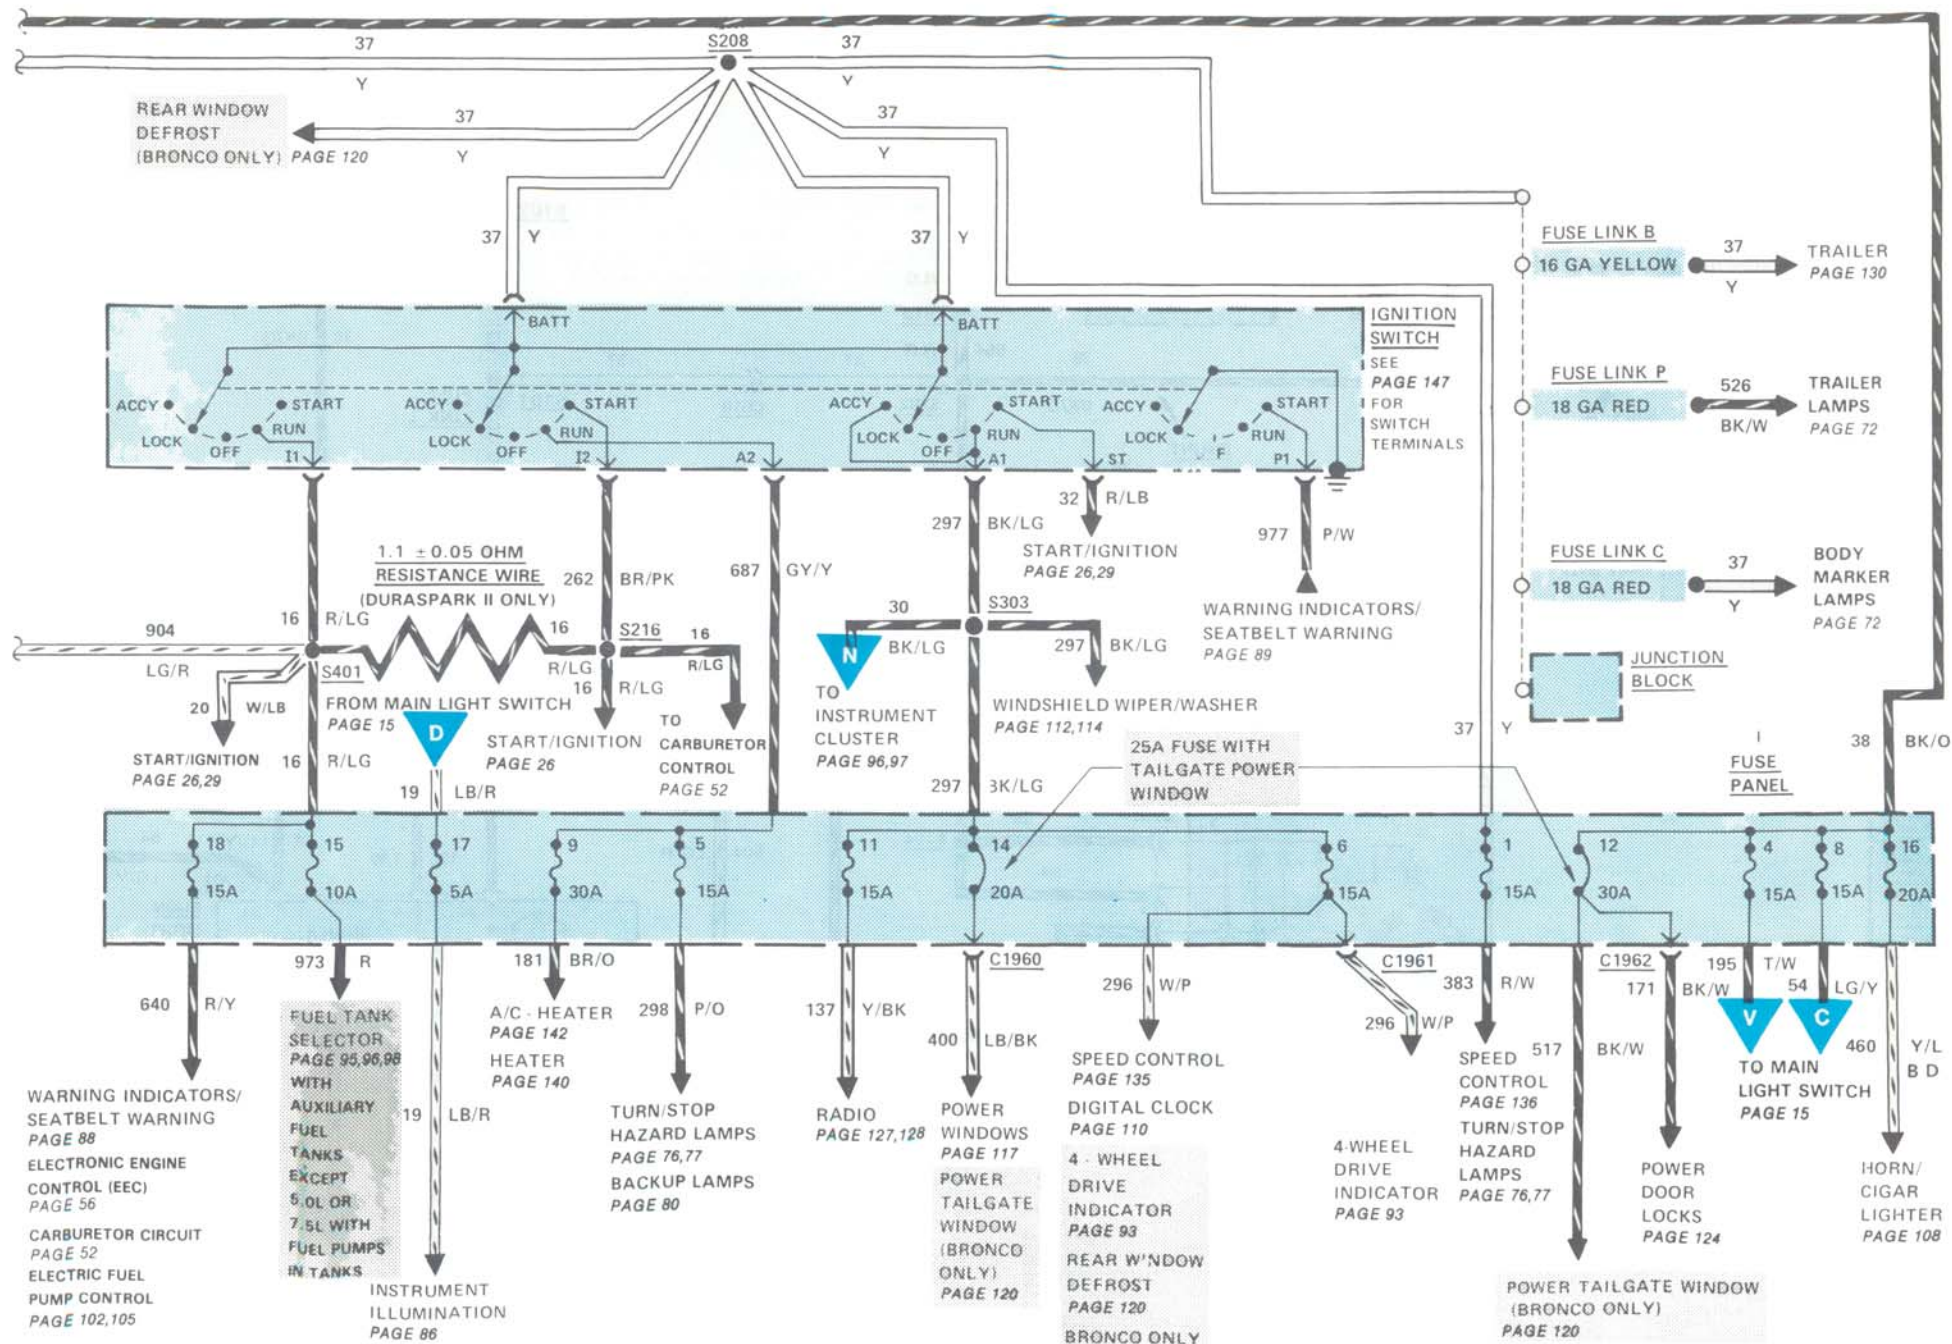 37
S208
37
Y
Y
REAR WINDOW
DEFROST
(BRONCO ONLY) PAGE 120
37
Y
37
Y
37 Y
37 Y
FUSE LINK B
16 GA YELLOW
37
Y
TRAILER
PAGE 130
FUSE LINK P
18 GA RED
526
BK/W
TRAILER
LAMPS
PAGE 72
FUSE LINK C
18 GA RED
37
Y
BODY
MARKER
LAMPS
PAGE 72
JUNCTION
BLOCK
IGNITION
SWITCH
SEE
PAGE 147
FOR
SWITCH
TERMINALS
BATT
BATT
ACCY
LOCK
OFF
RUN
START
I1
ACCY
LOCK
OFF
RUN
START
I2
A2
ACCY
LOCK
OFF
RUN
START
A1
ST
ACCY
LOCK
F
RUN
START
P1
1.1 ± 0.05 OHM
RESISTANCE WIRE
(DURASPARK II ONLY)
262 BR/PK
687 GY/Y
297 BK/LG
32 R/LB
START/IGNITION
PAGE 26,29
977 P/W
WARNING INDICATORS/
SEATBELT WARNING
PAGE 89
16 R/LG
904
LG/R
S401
20 W/LB
START/IGNITION
PAGE 26,29
16 R/LG
16
R/LG
S216
16
R/LG
16 R/LG
START/IGNITION
PAGE 26
TO
CARBURETOR
CONTROL
PAGE 52
FROM MAIN LIGHT SWITCH
PAGE 15
D
19 LB/R
30
BK/LG
S303
N
TO
INSTRUMENT
CLUSTER
PAGE 96,97
297 BK/LG
WINDSHIELD WIPER/WASHER
PAGE 112,114
297 BK/LG
25A FUSE WITH
TAILGATE POWER
WINDOW
37 Y
FUSE
PANEL
38 BK/O
18
15A
15
10A
17
5A
9
30A
5
15A
11
15A
14
20A
6
15A
1
15A
12
30A
4
15A
8
15A
16
20A
640 R/Y
WARNING INDICATORS/
SEATBELT WARNING
PAGE 88
ELECTRONIC ENGINE
CONTROL (EEC)
PAGE 56
CARBURETOR CIRCUIT
PAGE 52
ELECTRIC FUEL
PUMP CONTROL
PAGE 102,105
973 R
FUEL TANK
SELECTOR
PAGE 95,96,98
WITH
AUXILIARY
FUEL
TANKS
EXCEPT
5.0L OR
7.5L WITH
FUEL PUMPS
IN TANKS
19 LB/R
INSTRUMENT
ILLUMINATION
PAGE 86
181 BR/O
A/C - HEATER
PAGE 142
HEATER
PAGE 140
298 P/O
TURN/STOP
HAZARD LAMPS
PAGE 76,77
BACKUP LAMPS
PAGE 80
137 Y/BK
RADIO
PAGE 127,128
C1960
400 LB/BK
POWER
WINDOWS
PAGE 117
POWER
TAILGATE
WINDOW
(BRONCO
ONLY)
PAGE 120
296 W/P
SPEED CONTROL
PAGE 135
DIGITAL CLOCK
PAGE 110
4 - WHEEL
DRIVE
INDICATOR
PAGE 93
REAR W'NDOW
DEFROST
PAGE 120
BRONCO ONLY
C1961
296 W/P
4-WHEEL
DRIVE
INDICATOR
PAGE 93
383 R/W
SPEED
CONTROL
PAGE 136
TURN/STOP
HAZARD
LAMPS
PAGE 76,77
517 BK/W
POWER TAILGATE WINDOW
(BRONCO ONLY)
PAGE 120
C1962
171 BK/W
POWER
DOOR
LOCKS
PAGE 124
195 T/W
V
54 LG/Y
C
TO MAIN
LIGHT SWITCH
PAGE 15
460 Y/L
B D
HORN/
CIGAR
LIGHTER
PAGE 108